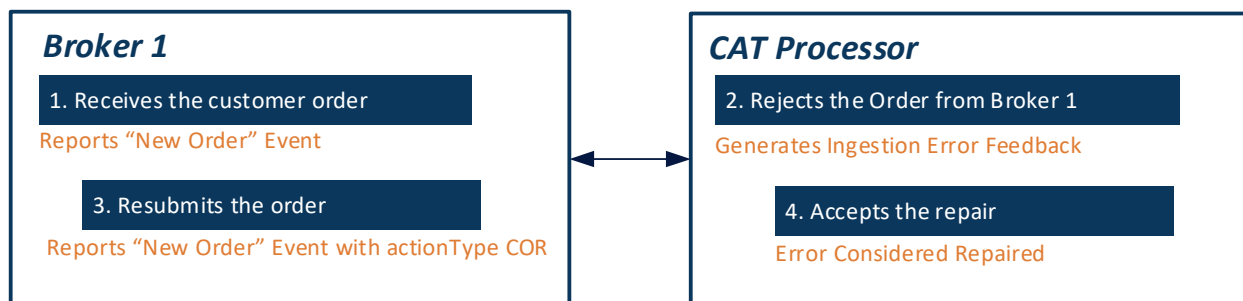 Broker 1
1. Receives the customer order
Reports “New Order” Event
3. Resubmits the order
Reports “New Order” Event with actionType COR
CAT Processor
2. Rejects the Order from Broker 1
Generates Ingestion Error Feedback
4. Accepts the repair
Error Considered Repaired